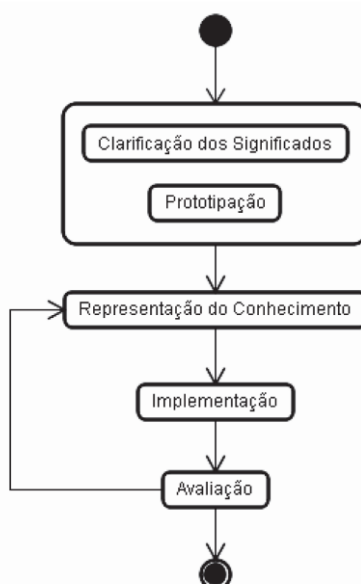 Clarificação dos Significados
Prototipação
Representação do Conhecimento
Implementação
Avaliação